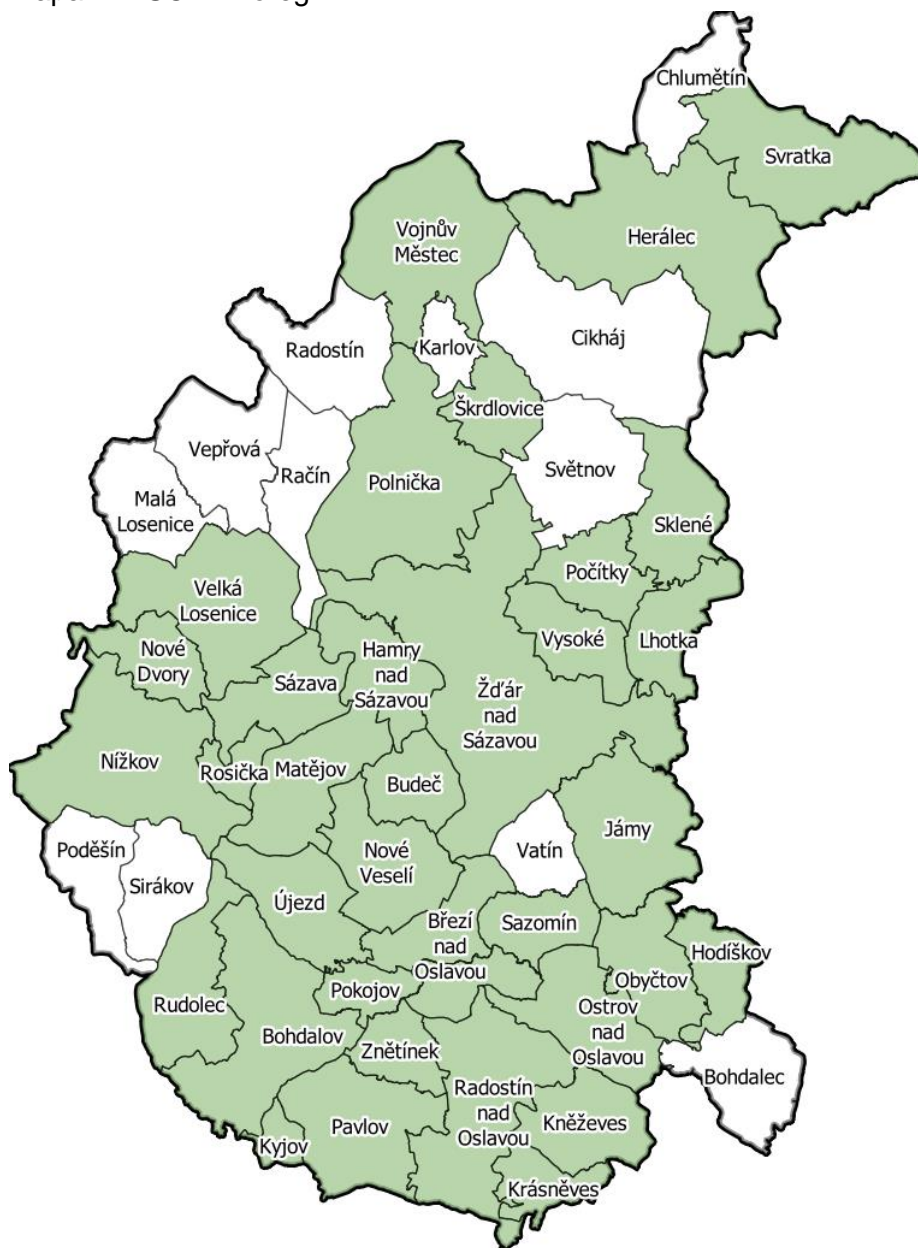 Chlumětín
Svratka
Vojnův
Městec
Herálec
Cikháj
Radostín
Karlov
Škrdlovice
Vepřová
Račín
Polnička
Světnov
Malá
Losenice
Sklené
Počítky
Velká
Losenice
Nové
Dvory
Hamry
nad
Sázavou
Vysoké
Lhotka
Sázava
Žďár
nad
Sázavou
Nížkov
Rosička
Matějov
Budeč
Poděšín
Sirákov
Nové
Veselí
Vatín
Jámy
Újezd
Březí
nad
Oslavou
Sazomín
Hodíškov
Obyčtov
Rudolec
Pokojov
Bohdalov
Ostrov
nad
Oslavou
Znětínek
Bohdalec
Radostín
nad
Oslavou
Kněževes
Pavlov
Kyjov
Krásněves